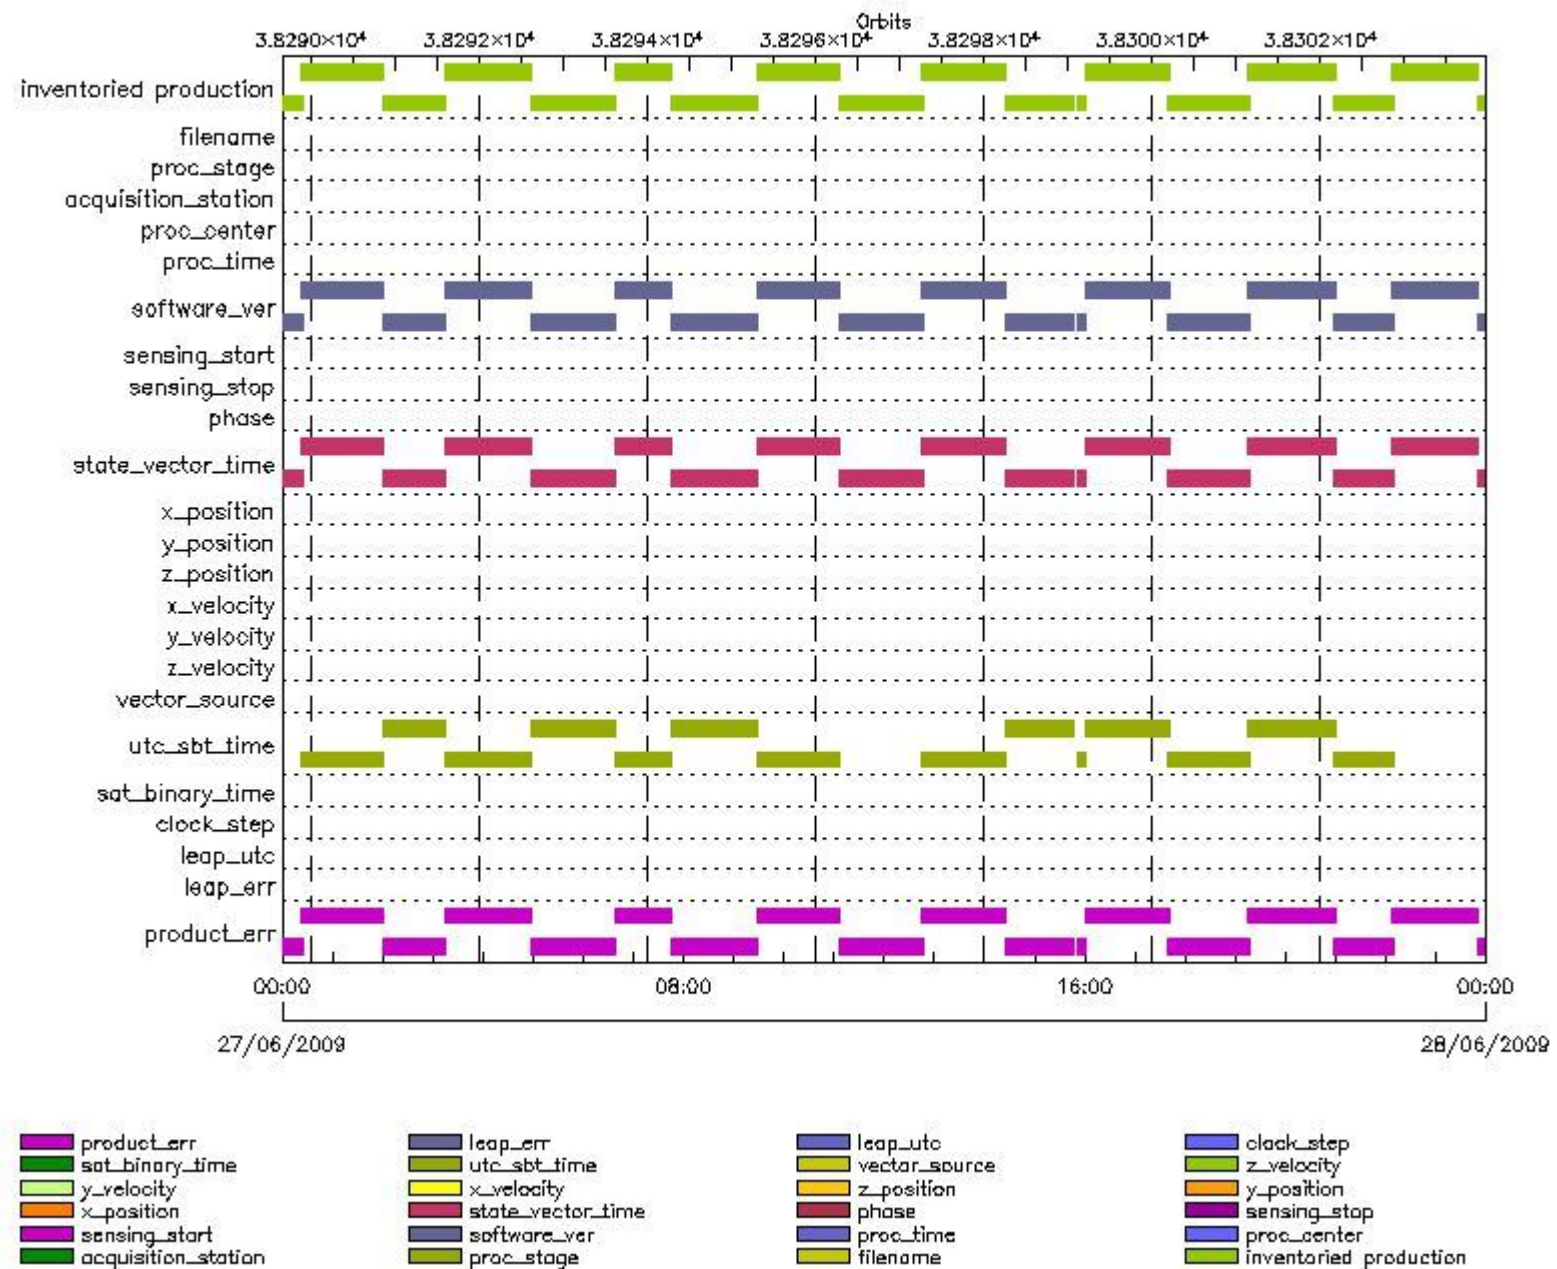 Orbits
3.8290×10⁴ 3.8292×10⁴ 3.8294×10⁴ 3.8296×10⁴ 3.8298×10⁴ 3.8300×10⁴ 3.8302×10⁴
inventoried production
filename
proc_stage
acquisition_station
proc_center
proc_time
software_ver
sensing_start
sensing_stop
phase
state_vector_time
x_position
y_position
z_position
x_velocity
y_velocity
z_velocity
vector_source
utc_sbt_time
sat_binary_time
clock_step
leap_utc
leap_err
product_err
00:00 08:00 16:00 00:00
27/06/2009 28/06/2009
product_err leap_err leap_utc clock_step
sat_binary_time utc_sbt_time vector_source z_velocity
y_velocity x_velocity z_position y_position
x_position state_vector_time phase sensing_stop
sensing_start software_ver proc_time proc_center
acquisition_station proc_stage filename inventoried production